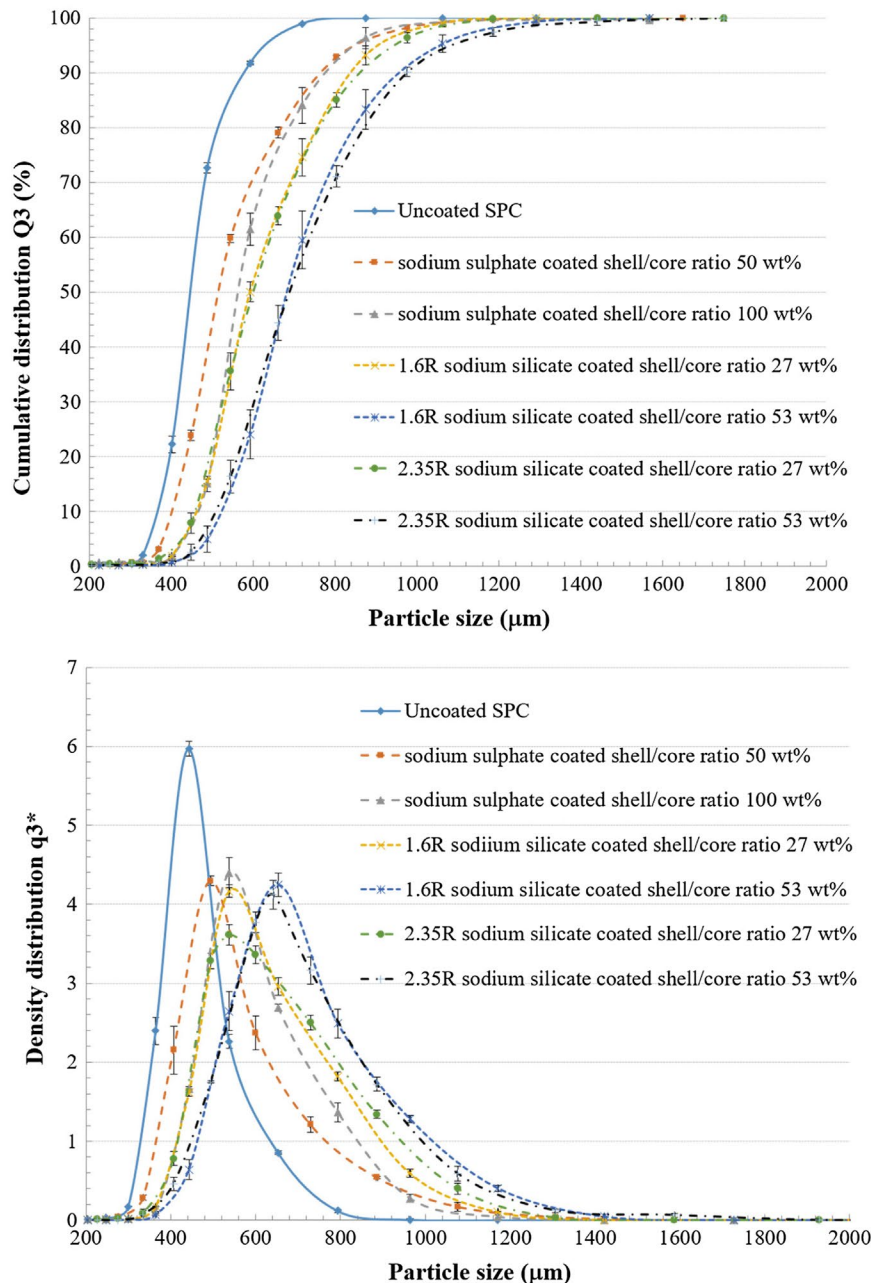 Cumulative distribution Q3 (%)
100
90
80
70
60
50
40
30
20
10
0
Uncoated SPC
sodium sulphate coated shell/core ratio 50 wt%
sodium sulphate coated shell/core ratio 100 wt%
1.6R sodium silicate coated shell/core ratio 27 wt%
1.6R sodium silicate coated shell/core ratio 53 wt%
2.35R sodium silicate coated shell/core ratio 27 wt%
2.35R sodium silicate coated shell/core ratio 53 wt%
200 400 600 800 1000 1200 1400 1600 1800 2000
Particle size (μm)
Density distribution q3*
7
6
5
4
3
2
1
0
Uncoated SPC
sodium sulphate coated shell/core ratio 50 wt%
sodium sulphate coated shell/core ratio 100 wt%
1.6R sodiium silicate coated shell/core ratio 27 wt%
1.6R sodium silicate coated shell/core ratio 53 wt%
2.35R sodium silicate coated shell/core ratio 27 wt%
2.35R sodium silicate coated shell/core ratio 53 wt%
200 400 600 800 1000 1200 1400 1600 1800 2000
Particle size (μm)